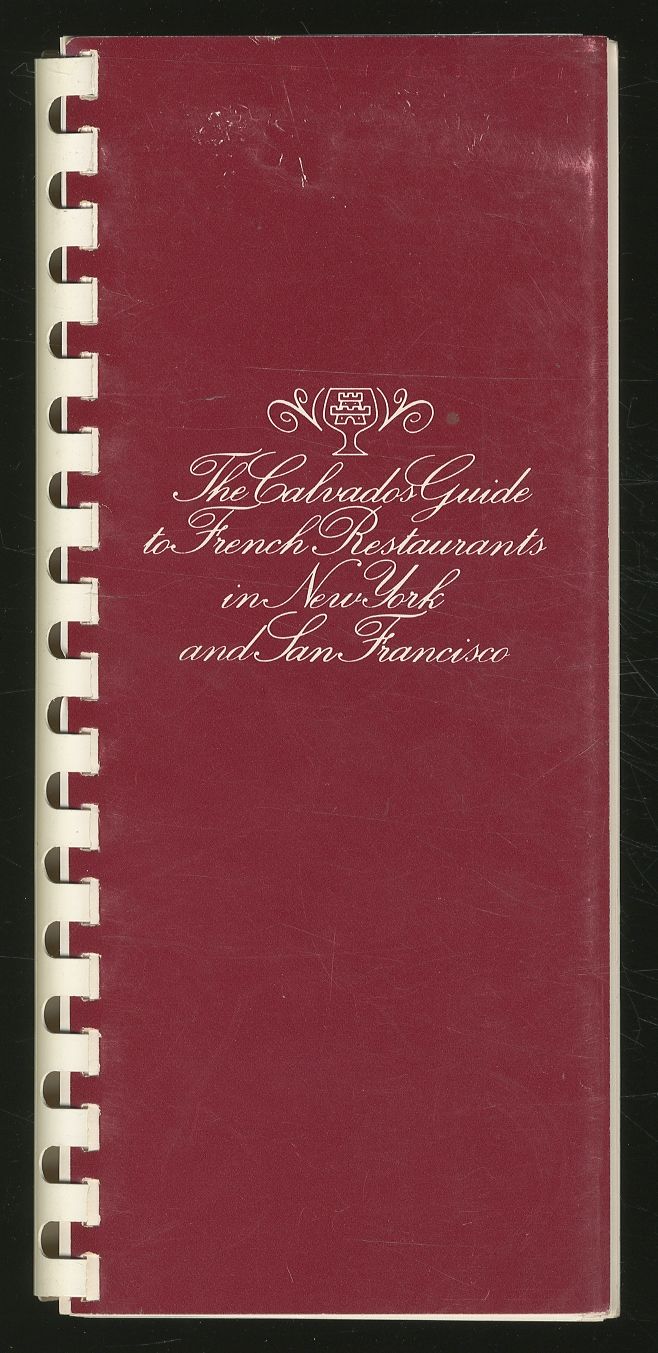 The Calvados Guide
to French Restaurants
in New York
and San Francisco